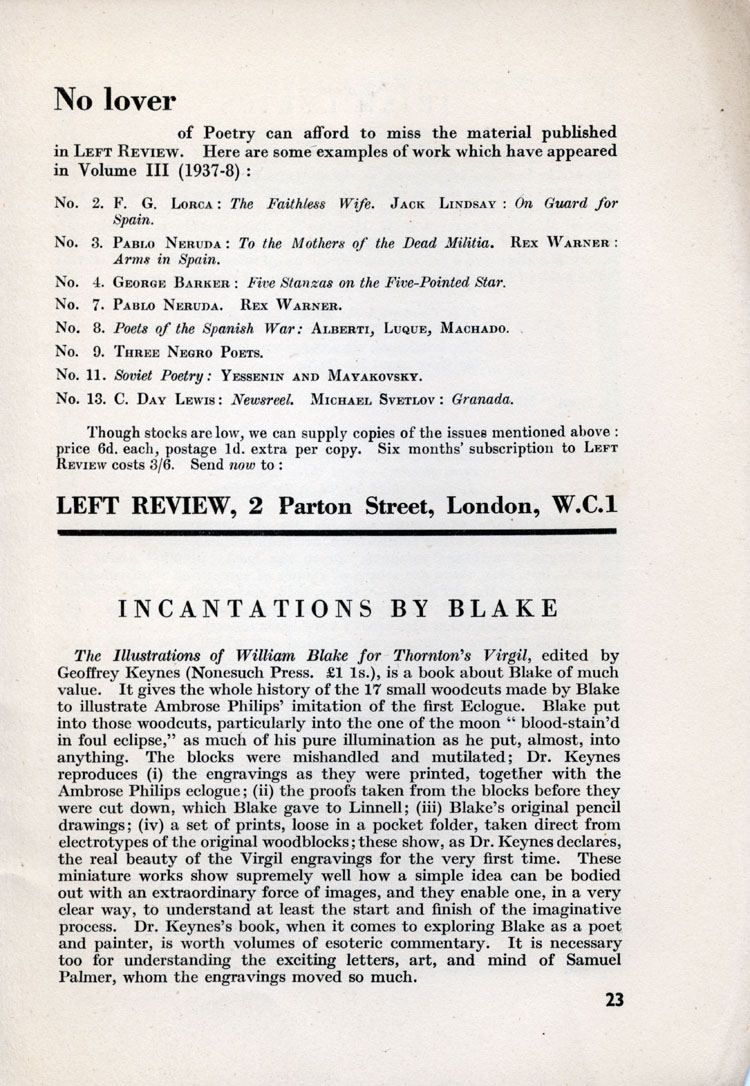 No lover
of Poetry can afford to miss the material published
in LEFT REVIEW. Here are some examples of work which have appeared
in Volume III (1937-8) :
No. 2. F. G. LORCA : The Faithless Wife. JACK LINDSAY : On Guard for
Spain.
No. 3. PABLO NERUDA : To the Mothers of the Dead Militia. REX WARNER :
Arms in Spain.
No. 4. GEORGE BARKER : Five Stanzas on the Five-Pointed Star.
No. 7. PABLO NERUDA. REX WARNER.
No. 8. Poets of the Spanish War: ALBERTI, LUQUE, MACHADO.
No. 9. THREE NEGRO POETS.
No. 11. Soviet Poetry : YESSENIN AND MAYAKOVSKY.
No. 13. C. DAY LEWIS : Newsreel. MICHAEL SVETLOV : Granada.
Though stocks are low, we can supply copies of the issues mentioned above :
price 6d. each, postage 1d. extra per copy. Six months' subscription to LEFT
REVIEW costs 3/6. Send now to :
LEFT REVIEW, 2 Parton Street, London, W.C.1
INCANTATIONS BY BLAKE
The Illustrations of William Blake for Thornton's Virgil, edited by
Geoffrey Keynes (Nonesuch Press. £1 1s.), is a book about Blake of much
value. It gives the whole history of the 17 small woodcuts made by Blake
to illustrate Ambrose Philips' imitation of the first Eclogue. Blake put
into those woodcuts, particularly into the one of the moon “ blood-stain'd
in foul eclipse,” as much of his pure illumination as he put, almost, into
anything. The blocks were mishandled and mutilated; Dr. Keynes
reproduces (i) the engravings as they were printed, together with the
Ambrose Philips eclogue; (ii) the proofs taken from the blocks before they
were cut down, which Blake gave to Linnell; (iii) Blake's original pencil
drawings; (iv) a set of prints, loose in a pocket folder, taken direct from
electrotypes of the original woodblocks; these show, as Dr. Keynes declares,
the real beauty of the Virgil engravings for the very first time. These
miniature works show supremely well how a simple idea can be bodied
out with an extraordinary force of images, and they enable one, in a very
clear way, to understand at least the start and finish of the imaginative
process. Dr. Keynes's book, when it comes to exploring Blake as a poet
and painter, is worth volumes of esoteric commentary. It is necessary
too for understanding the exciting letters, art, and mind of Samuel
Palmer, whom the engravings moved so much.
23